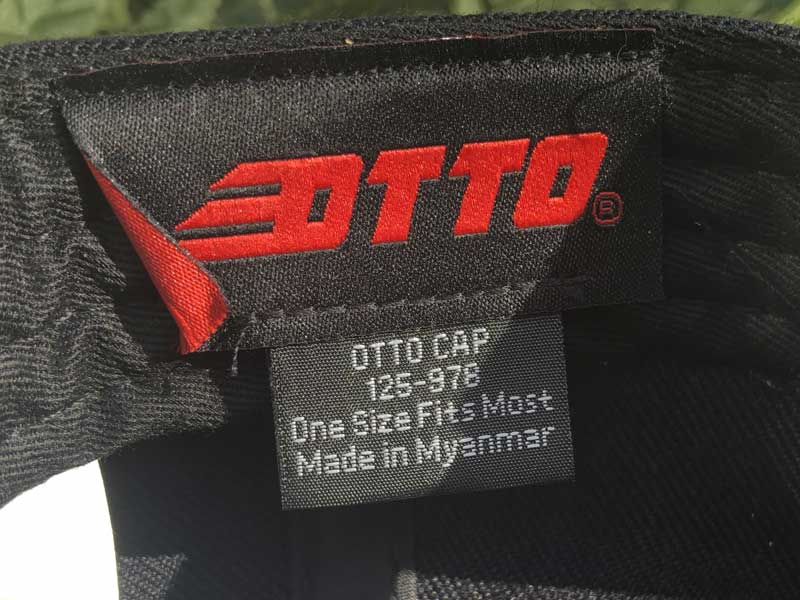 OTTO®
OTTO CAP
125-978
One Size Fits Most
Made in Myanmar